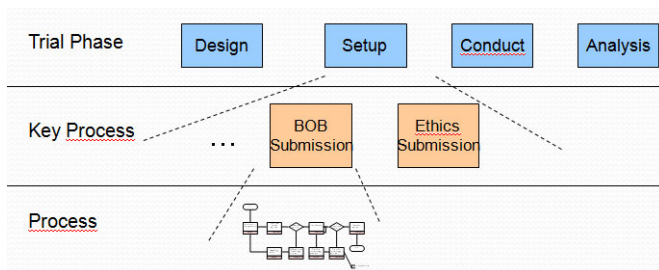 Trial Phase
Design
Setup
Conduct
Analysis
Key Process
...
BOB
Submission
Ethics
Submission
Process